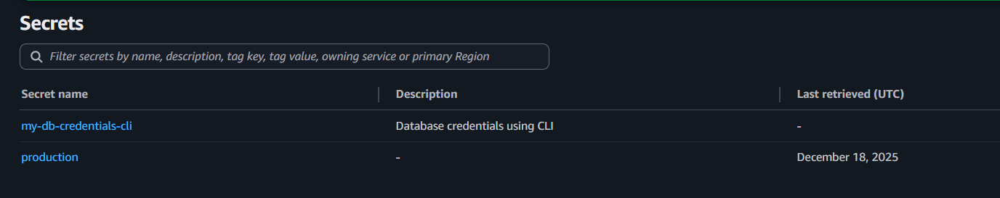 Secrets
Filter secrets by name, description, tag key, tag value, owning service or primary Region
Secret name Description Last retrieved (UTC)
my-db-credentials-cli Database credentials using CLI -
production - December 18, 2025